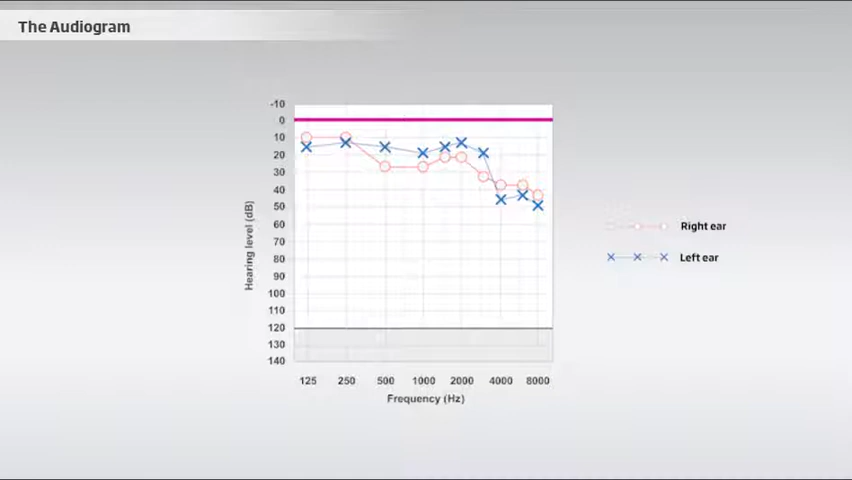 The Audiogram
-10
0
10
20
30
40
50
60
70
80
90
100
110
120
130
140
Hearing level (dB)
125 250 500 1000 2000 4000 8000
Frequency (Hz)
Right ear
Left ear